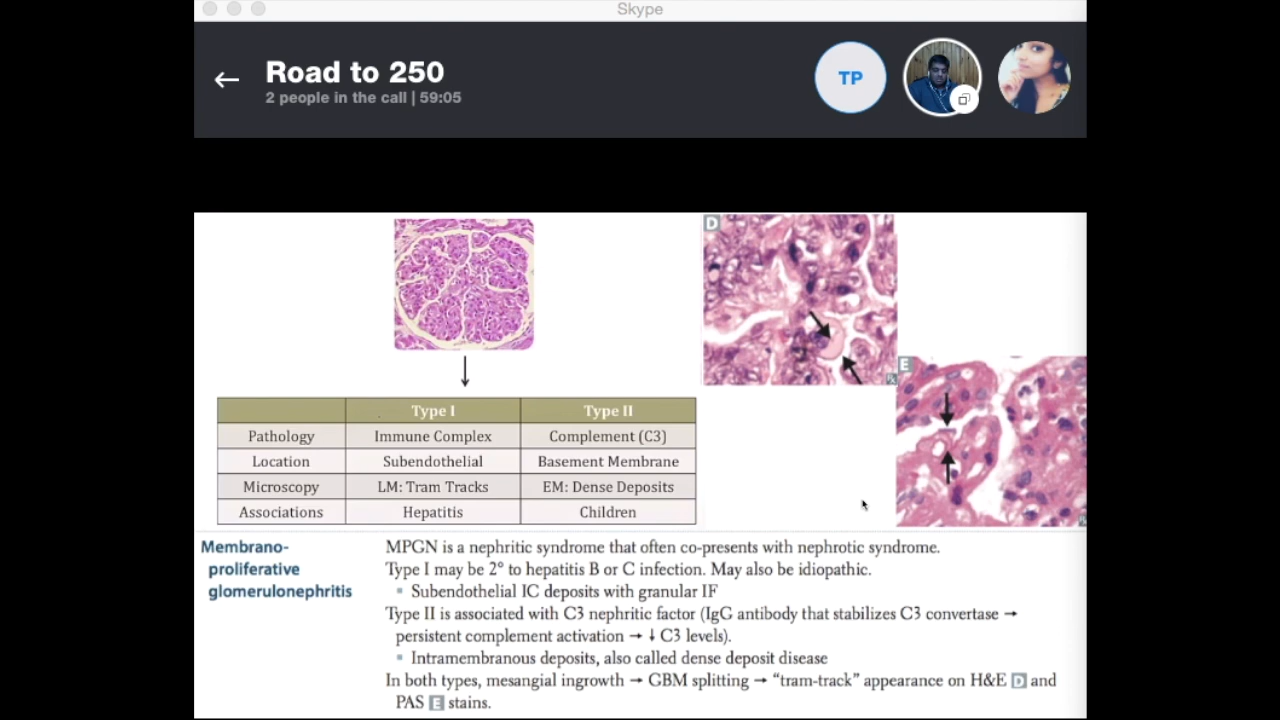 Skype
Road to 250
2 people in the call | 59:05
TP
D
E
Type I Type II
Pathology Immune Complex Complement (C3)
Location Subendothelial Basement Membrane
Microscopy LM: Tram Tracks EM: Dense Deposits
Associations Hepatitis Children
Membrano-
proliferative
glomerulonephritis
MPGN is a nephritic syndrome that often co-presents with nephrotic syndrome.
Type I may be 2° to hepatitis B or C infection. May also be idiopathic.
▪ Subendothelial IC deposits with granular IF
Type II is associated with C3 nephritic factor (IgG antibody that stabilizes C3 convertase →
persistent complement activation → ↓ C3 levels).
▪ Intramembranous deposits, also called dense deposit disease
In both types, mesangial ingrowth → GBM splitting → “tram-track” appearance on H&E D and
PAS E stains.